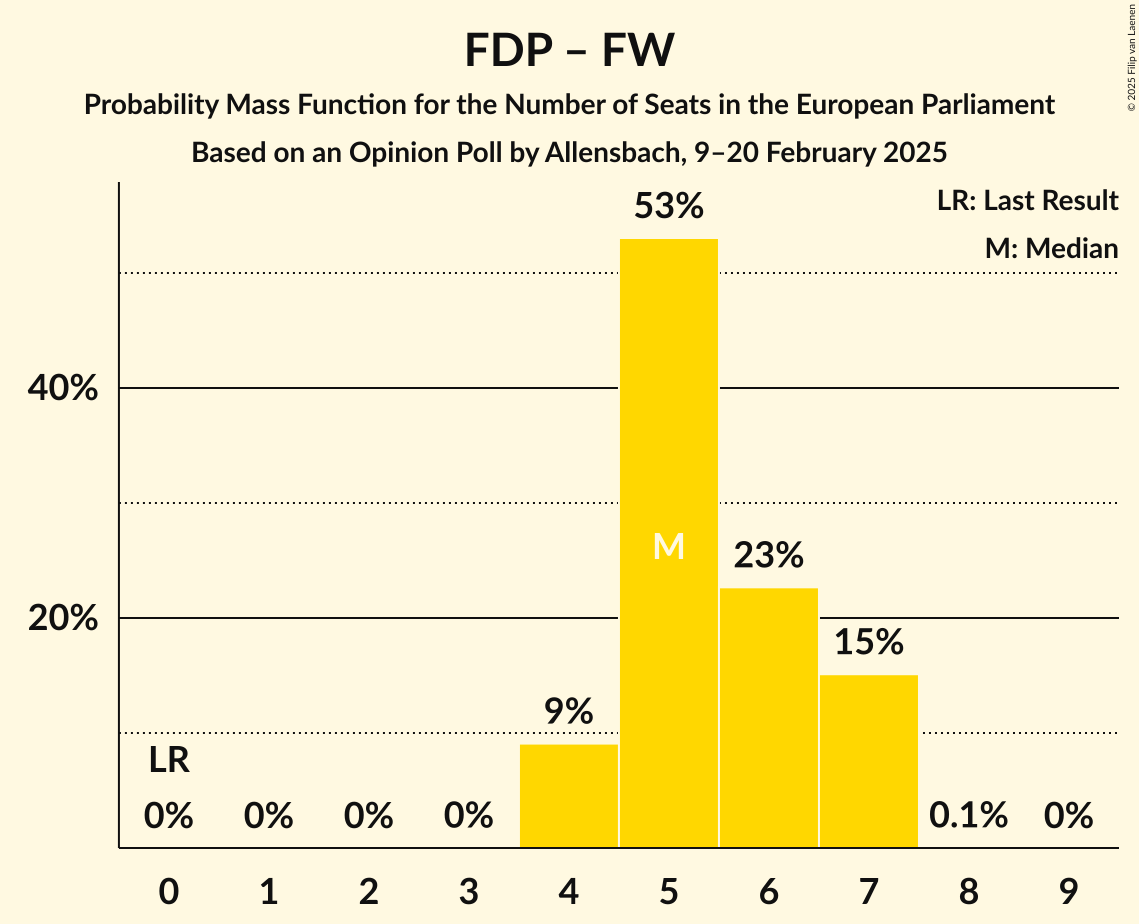 FDP – FW
Probability Mass Function for the Number of Seats in the European Parliament
Based on an Opinion Poll by Allensbach, 9–20 February 2025
© 2025 Filip van Laenen
LR: Last Result
M: Median
53%
40%
M
23%
20%
15%
9%
LR
0% 0% 0% 0% 0.1% 0%
0 1 2 3 4 5 6 7 8 9